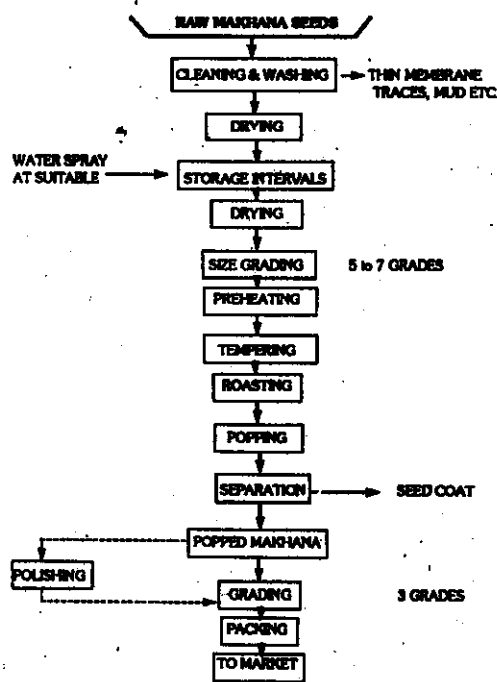 RAW MAKHANA SEEDS
CLEANING & WASHING
THIN MEMBRANE
TRACES, MUD ETC.
DRYING
WATER SPRAY
AT SUITABLE
STORAGE INTERVALS
DRYING
SIZE GRADING
5 to 7 GRADES
PREHEATING
TEMPERING
ROASTING
POPPING
SEPARATION
SEED COAT
POPPED MAKHANA
POLISHING
GRADING
3 GRADES
PACKING
TO MARKET